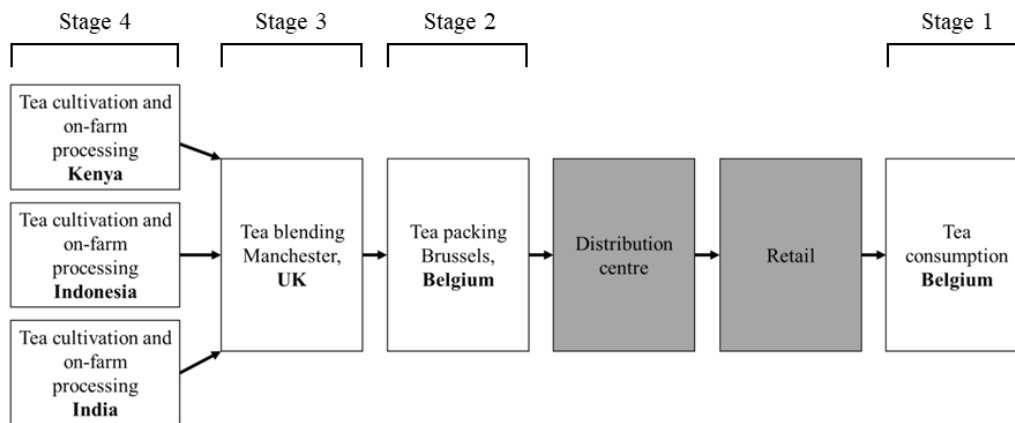 Stage 4
Stage 3
Stage 2
Stage 1
Tea cultivation and
on-farm
processing
Kenya
Tea cultivation and
on-farm
processing
Indonesia
Tea cultivation and
on-farm
processing
India
Tea blending
Manchester,
UK
Tea packing
Brussels,
Belgium
Distribution
centre
Retail
Tea
consumption
Belgium